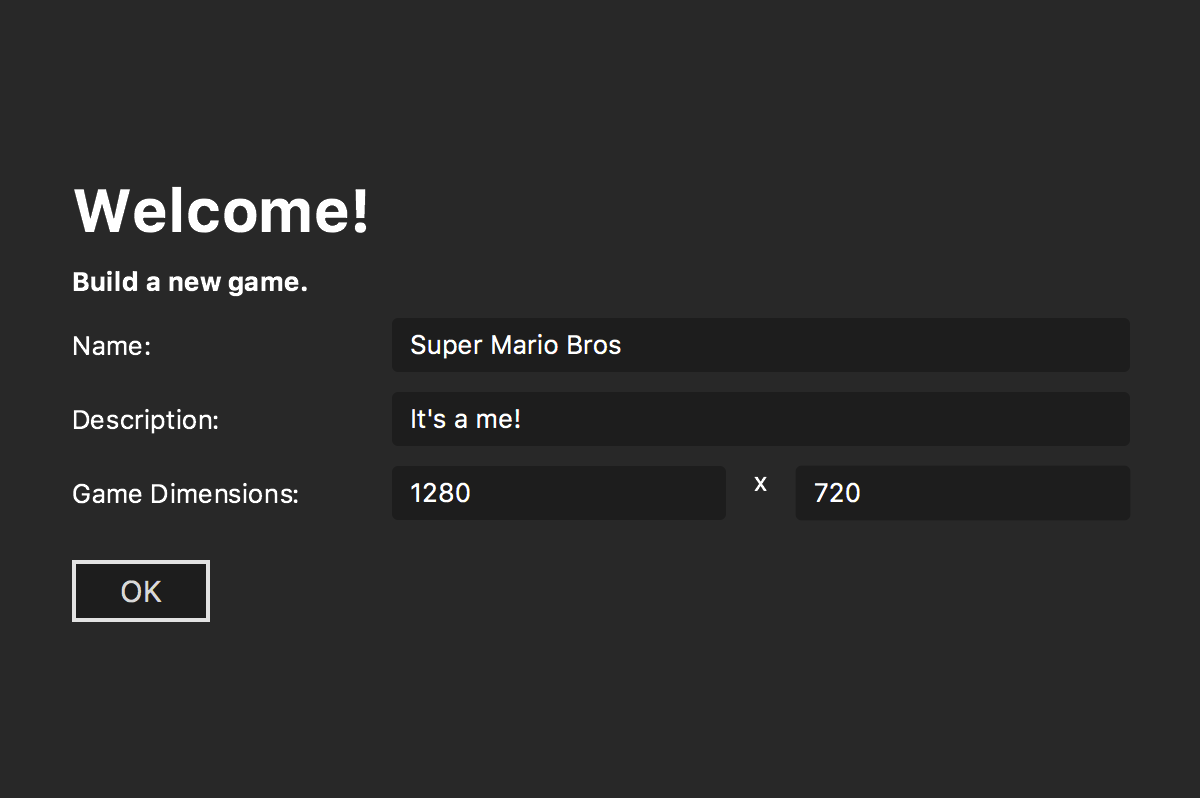 Welcome!
Build a new game.
Name: Super Mario Bros
Description: It's a me!
Game Dimensions: 1280 x 720
OK